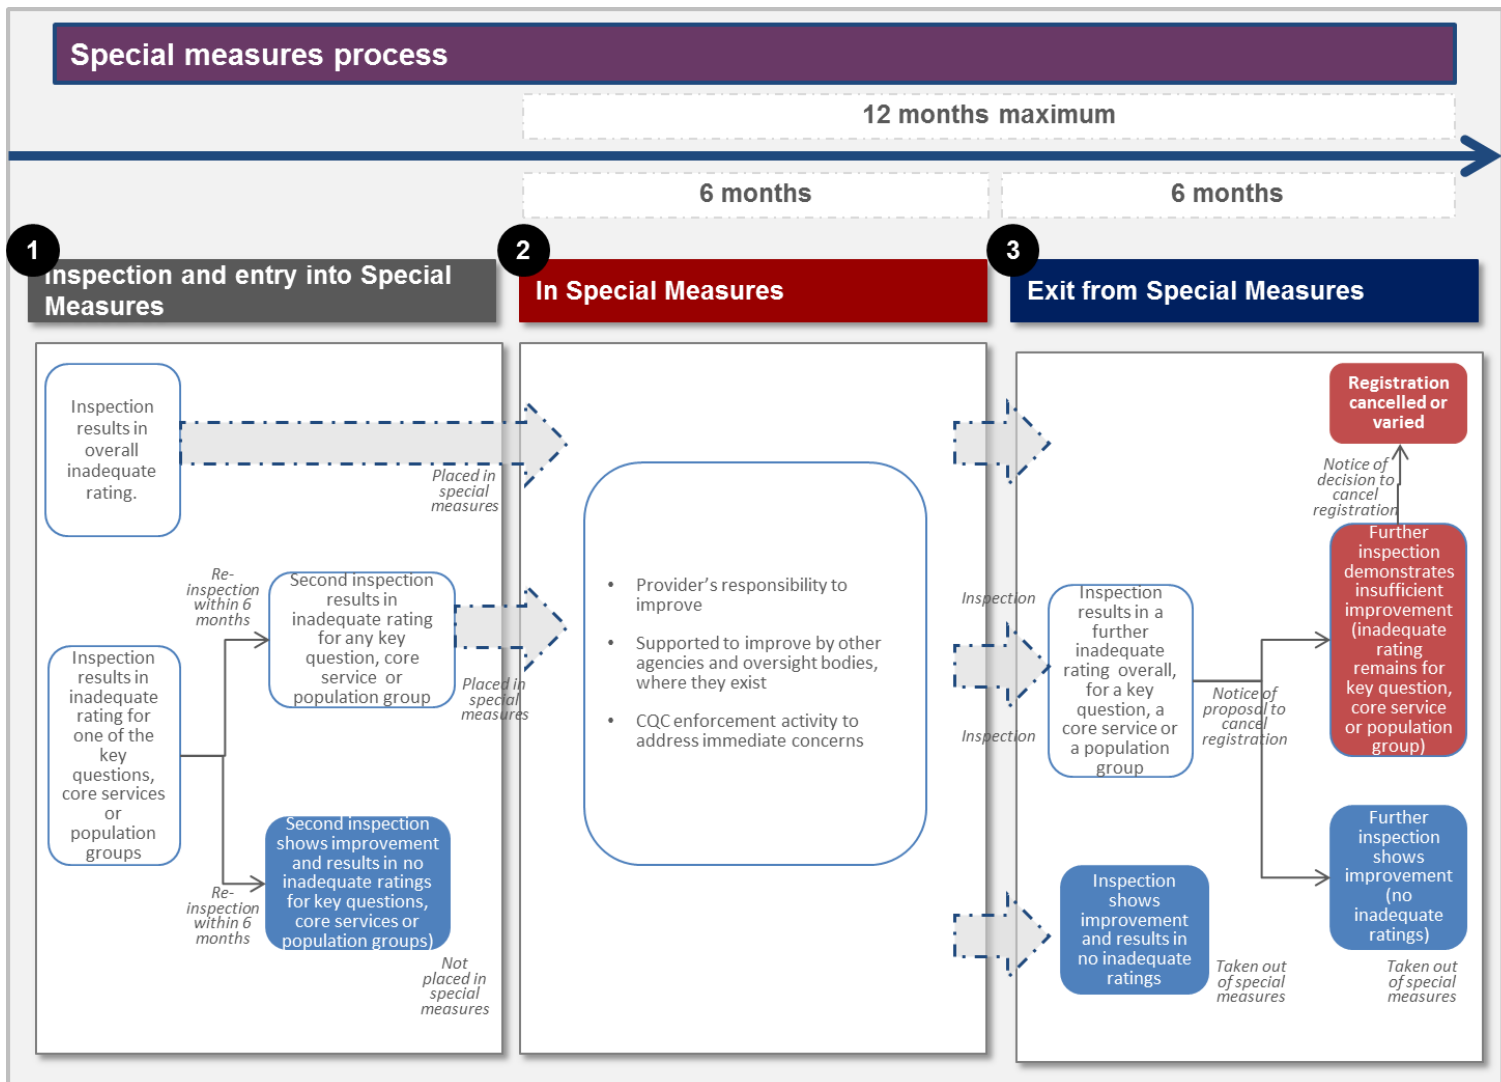 Special measures process
12 months maximum
6 months
6 months
1
Inspection and entry into Special
Measures
2
In Special Measures
3
Exit from Special Measures
Inspection
results in
overall
inadequate
rating.
Placed in
special
measures
Re-
inspection
within 6
months
Second inspection
results in
inadequate rating
for any key
question, core
service or
population group
Placed in
special
measures
Inspection
results in
inadequate
rating for
one of the
key
questions,
core services
or
population
groups
Re-
inspection
within 6
months
Second inspection
shows improvement
and results in no
inadequate ratings
for key questions,
core services or
population groups)
Not
placed in
special
measures
• Provider’s responsibility to
improve
• Supported to improve by other
agencies and oversight bodies,
where they exist
• CQC enforcement activity to
address immediate concerns
Inspection
Inspection
Inspection
results in a
further
inadequate
rating overall,
for a key
question, a
core service or
a population
group
Notice of
proposal to
cancel
registration
Registration
cancelled or
varied
Notice of
decision to
cancel
registration
Further
inspection
demonstrates
insufficient
improvement
(inadequate
rating
remains for
key question,
core service
or population
group)
Inspection
shows
improvement
and results in
no inadequate
ratings
Taken out
of special
measures
Further
inspection
shows
improvement
(no
inadequate
ratings)
Taken out
of special
measures